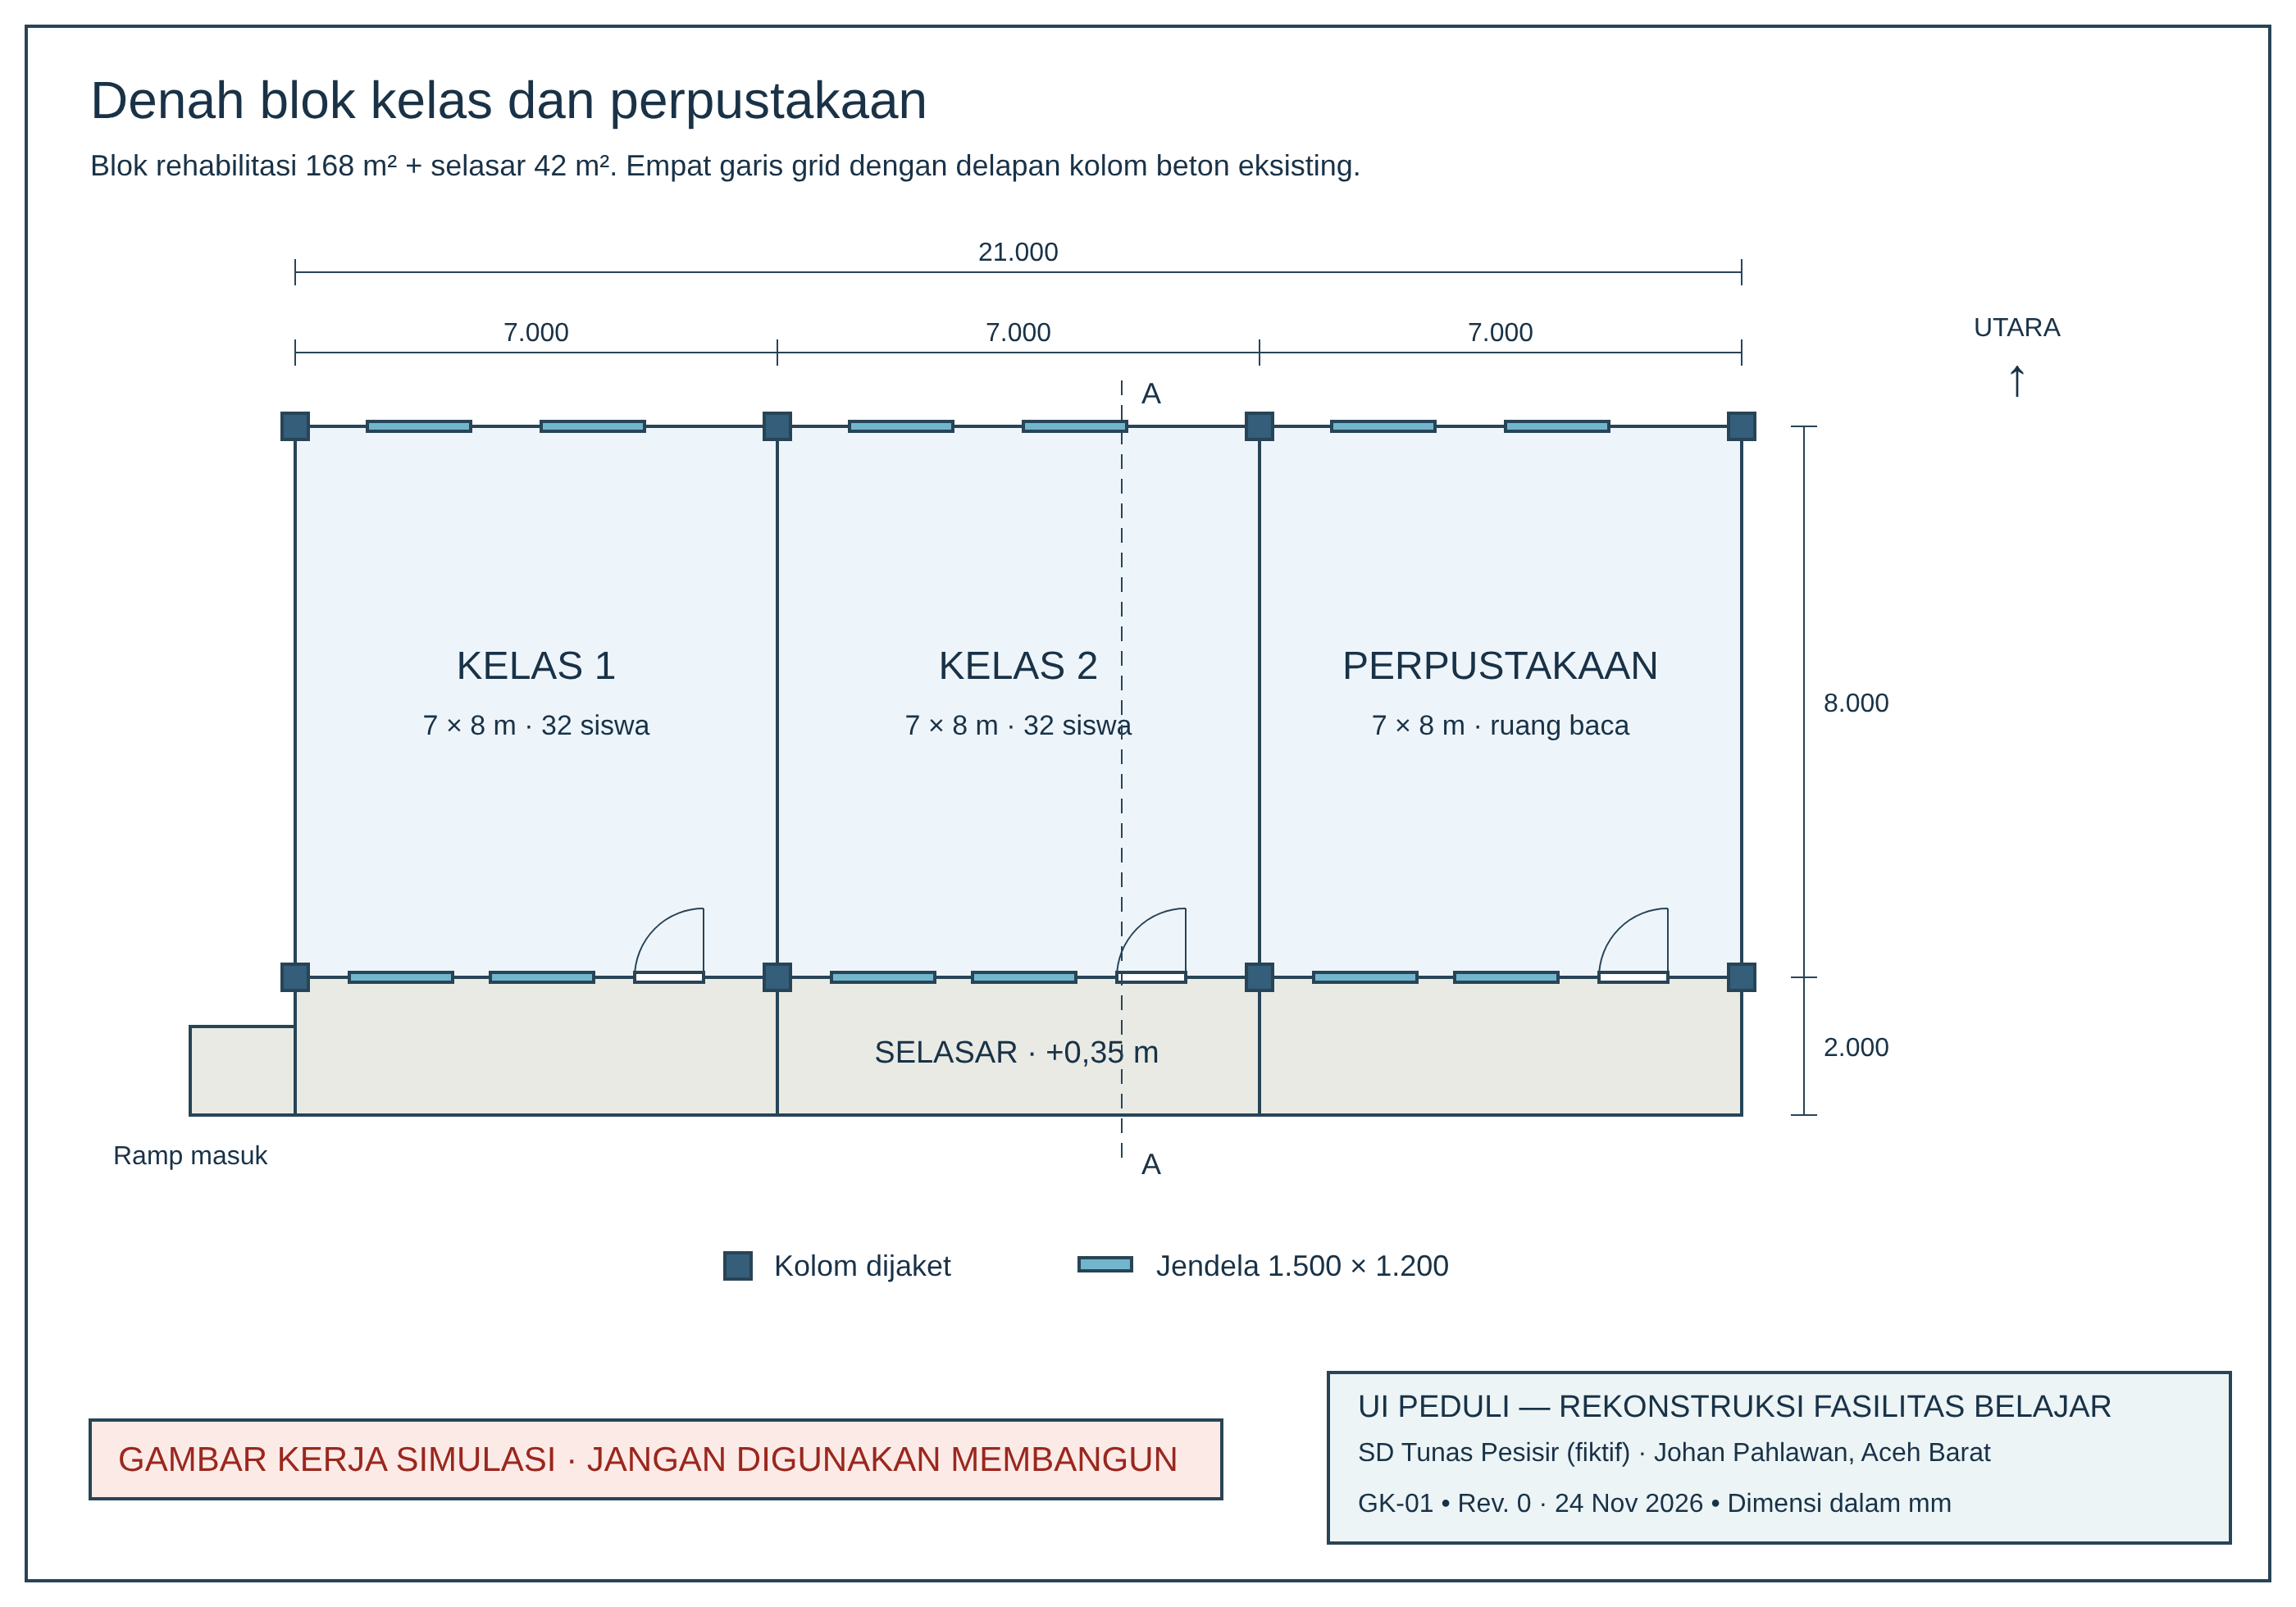 Denah blok kelas dan perpustakaan
Blok rehabilitasi 168 m² + selasar 42 m². Empat garis grid dengan delapan kolom beton eksisting.
21.000
7.000
7.000
7.000
UTARA
↑
A
KELAS 1
7 × 8 m · 32 siswa
KELAS 2
7 × 8 m · 32 siswa
PERPUSTAKAAN
7 × 8 m · ruang baca
8.000
SELASAR · +0,35 m
2.000
Ramp masuk
A
Kolom dijaket
Jendela 1.500 × 1.200
GAMBAR KERJA SIMULASI · JANGAN DIGUNAKAN MEMBANGUN
UI PEDULI — REKONSTRUKSI FASILITAS BELAJAR
SD Tunas Pesisir (fiktif) · Johan Pahlawan, Aceh Barat
GK-01 • Rev. 0 · 24 Nov 2026 • Dimensi dalam mm